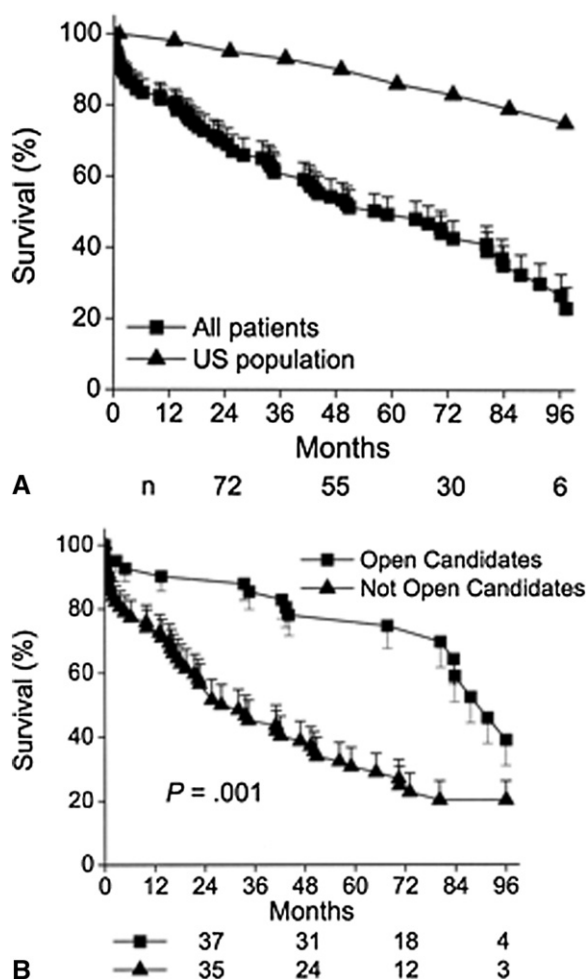 100
80
60
40
20
0
Survival (%)
All patients
US population
0 12 24 36 48 60 72 84 96
Months
A n 72 55 30 6
100
80
60
40
20
0
Survival (%)
Open Candidates
Not Open Candidates
P = .001
0 12 24 36 48 60 72 84 96
Months
37 31 18 4
B 35 24 12 3